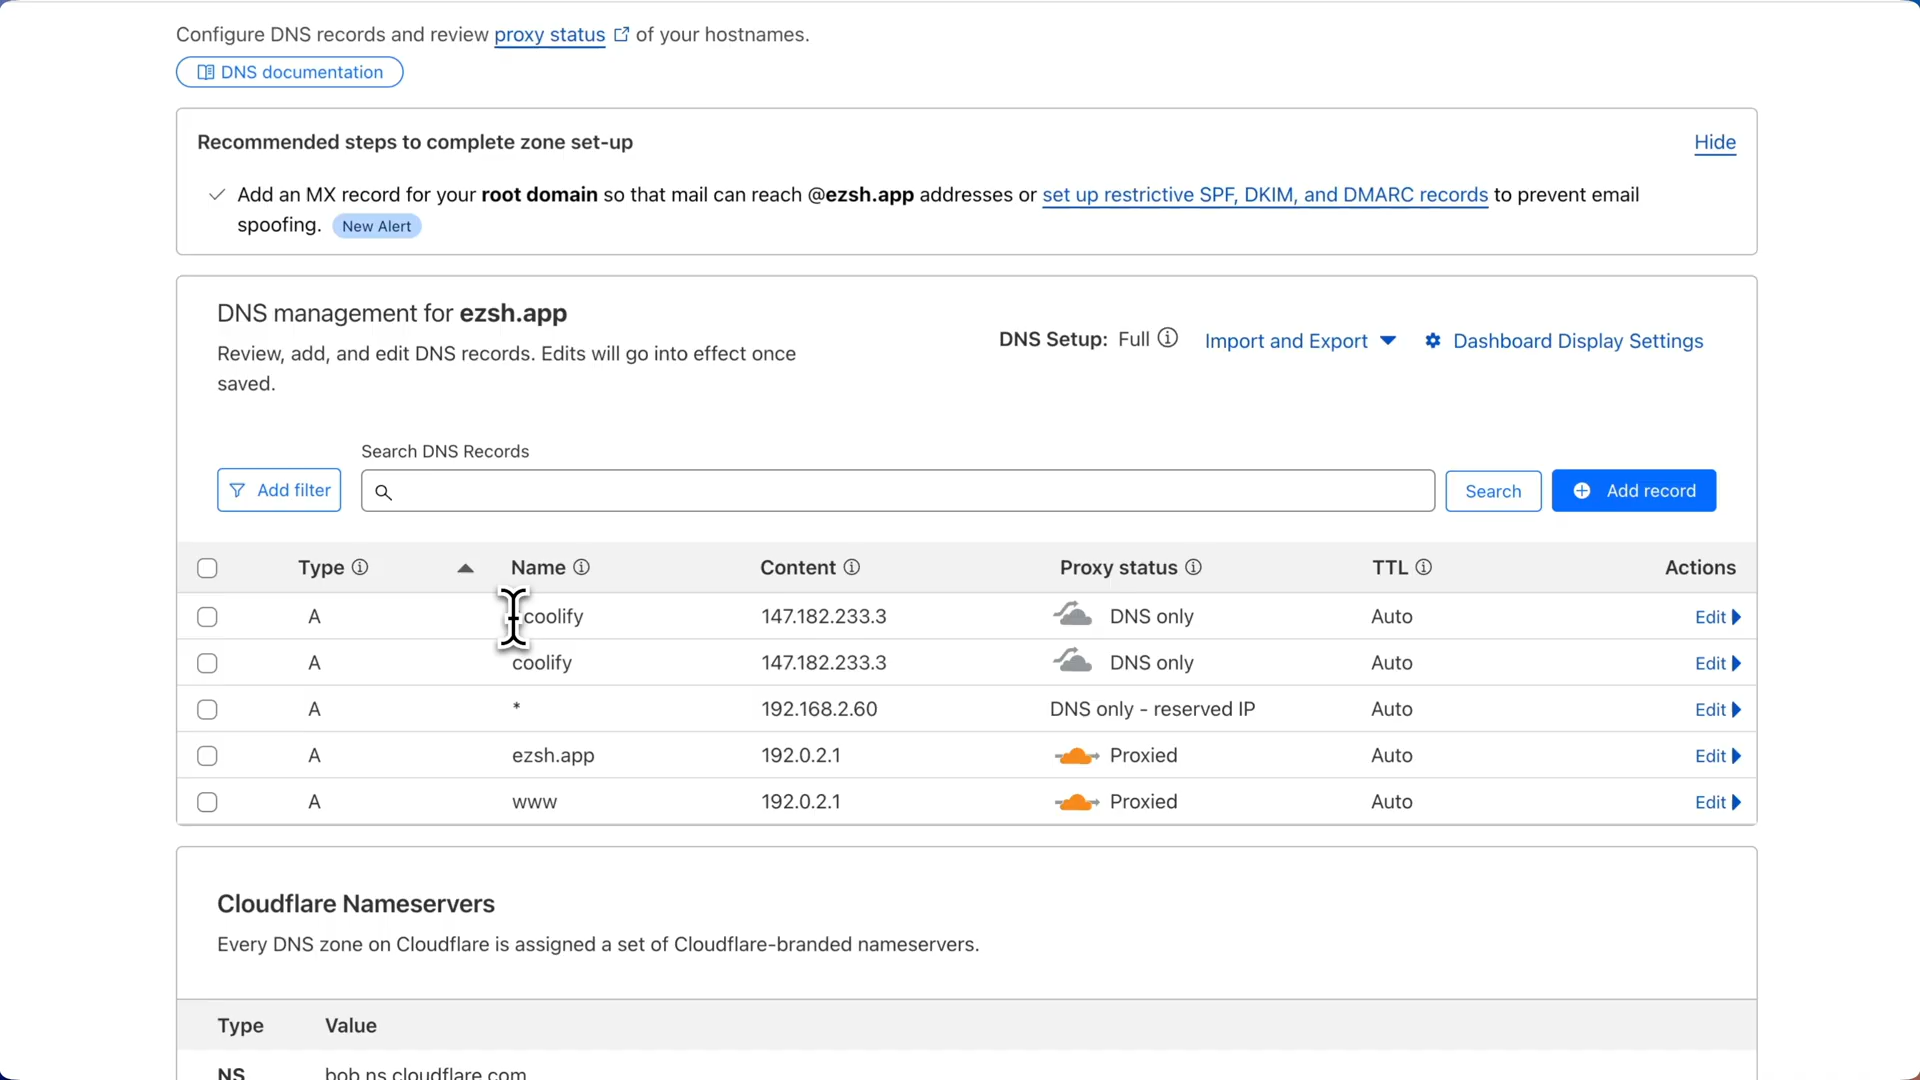 Configure DNS records and review proxy status of your hostnames.
DNS documentation
Recommended steps to complete zone set-up
Hide
Add an MX record for your root domain so that mail can reach @ezsh.app addresses or set up restrictive SPF, DKIM, and DMARC records to prevent email
spoofing. New Alert
DNS management for ezsh.app
Review, add, and edit DNS records. Edits will go into effect once
saved.
DNS Setup: Full Import and Export Dashboard Display Settings
Search DNS Records
Add filter Search Add record
Type Name Content Proxy status TTL Actions
A coolify 147.182.233.3 DNS only Auto Edit
A coolify 147.182.233.3 DNS only Auto Edit
A * 192.168.2.60 DNS only - reserved IP Auto Edit
A ezsh.app 192.0.2.1 Proxied Auto Edit
A www 192.0.2.1 Proxied Auto Edit
Cloudflare Nameservers
Every DNS zone on Cloudflare is assigned a set of Cloudflare-branded nameservers.
Type Value
NS bob.ns.cloudflare.com